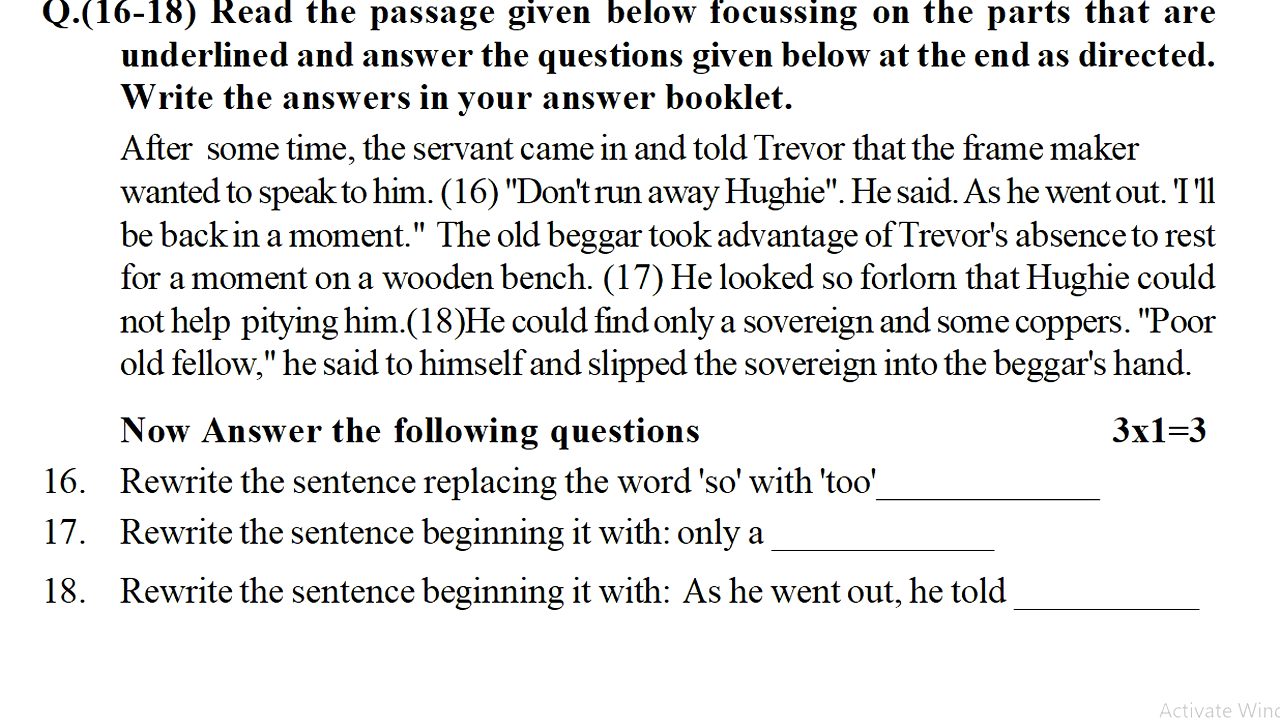 Q.(16-18) Read the passage given below focussing on the parts that are
underlined and answer the questions given below at the end as directed.
Write the answers in your answer booklet.
After some time, the servant came in and told Trevor that the frame maker
wanted to speak to him. (16) "Don't run away Hughie". He said. As he went out. 'I 'll
be back in a moment." The old beggar took advantage of Trevor's absence to rest
for a moment on a wooden bench. (17) He looked so forlorn that Hughie could
not help pitying him.(18)He could find only a sovereign and some coppers. "Poor
old fellow," he said to himself and slipped the sovereign into the beggar's hand.
Now Answer the following questions 3x1=3
16. Rewrite the sentence replacing the word 'so' with 'too'____________
17. Rewrite the sentence beginning it with: only a ____________
18. Rewrite the sentence beginning it with: As he went out, he told __________
Activate